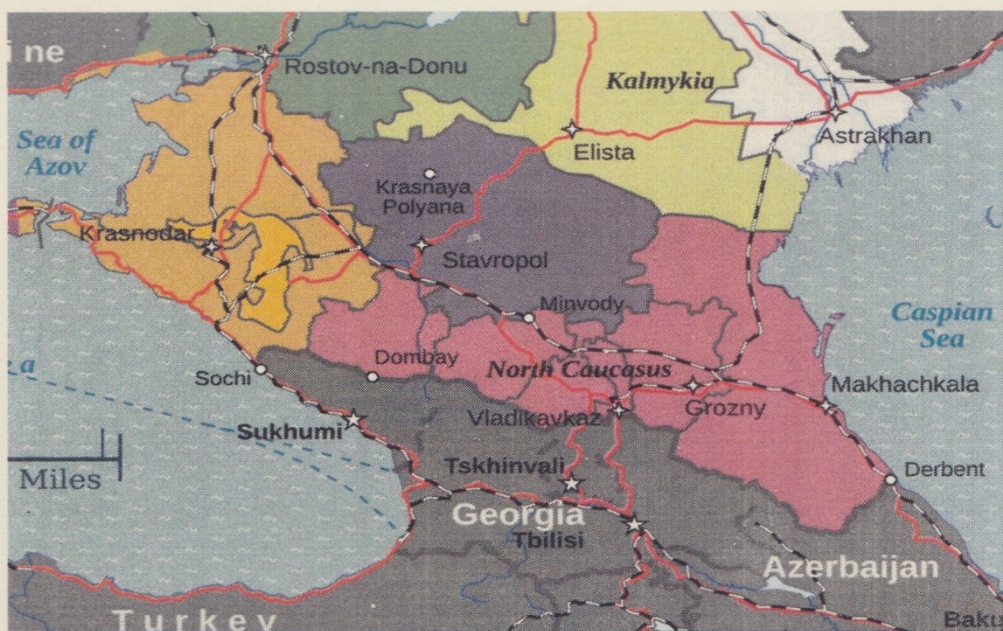 ine
Rostov-na-Donu
Kalmykia
Astrakhan
Sea of
Azov
Elista
Krasnaya
Polyana
Krasnodar
Stavropol
Minvody
Caspian
Sea
a
Sochi
Dombay
North Caucasus
Makhachkala
Vladikavkaz
Grozny
Sukhumi
Tskhinvali
Derbent
Miles
Georgia
Tbilisi
Azerbaijan
Turkey
Baku